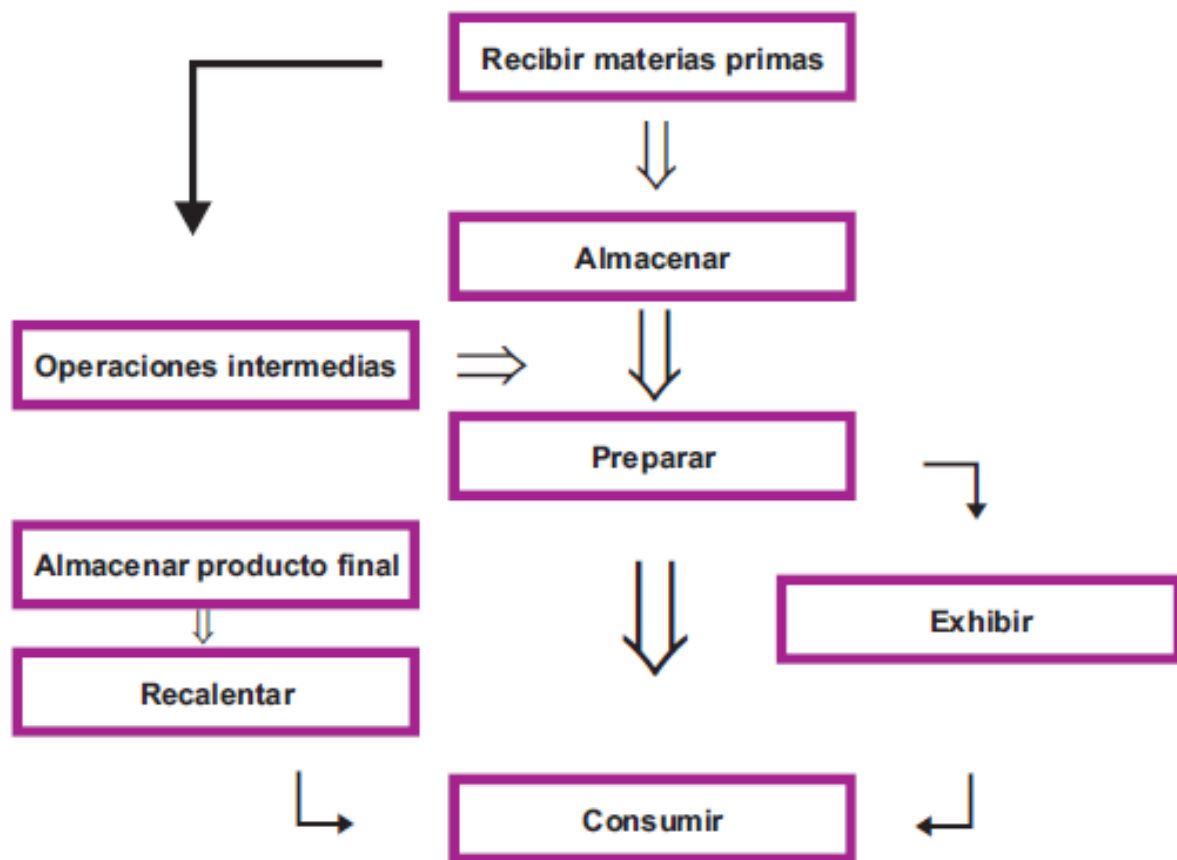 Recibir materias primas
Almacenar
Operaciones intermedias
Preparar
Almacenar producto final
Exhibir
Recalentar
Consumir